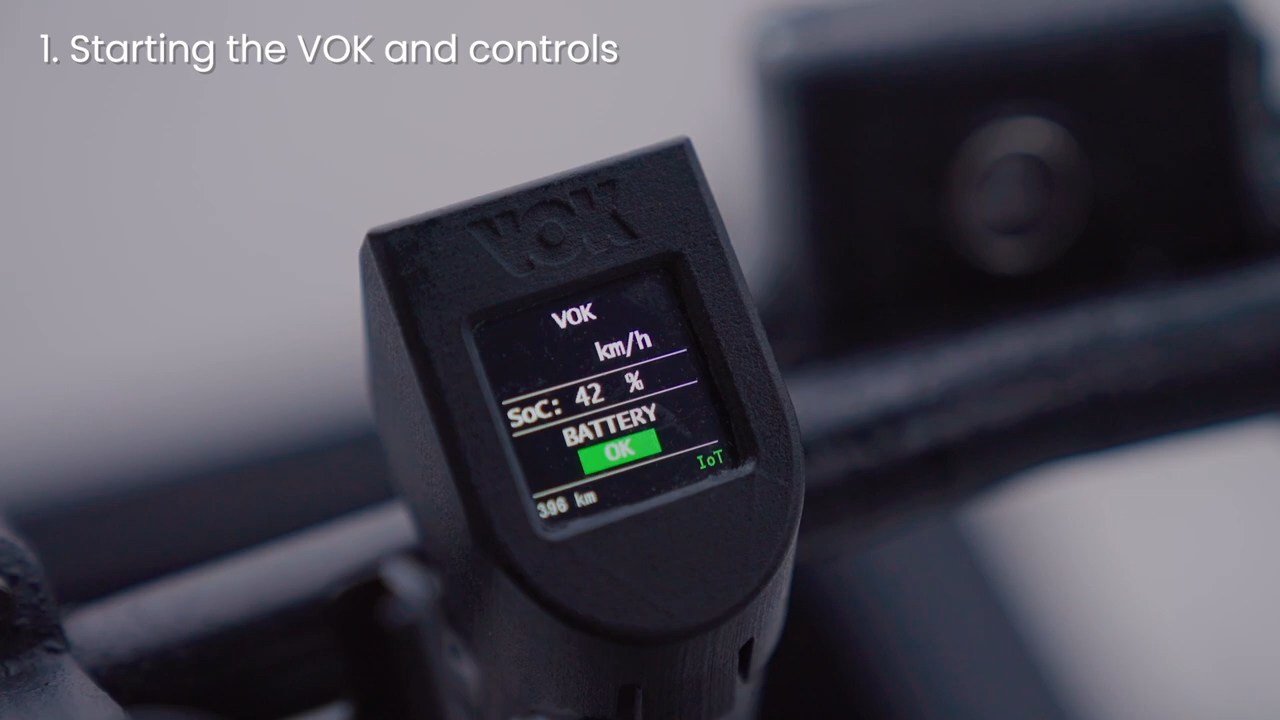 1. Starting the VOK and controls
VOK
VOK
km/h
SoC: 42 %
BATTERY
OK
IoT
396 km